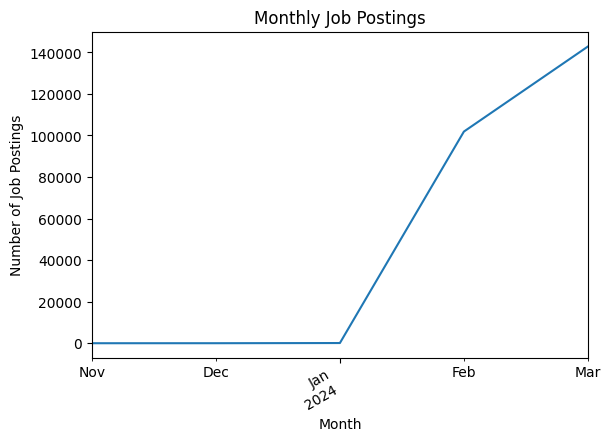 Monthly Job Postings
Number of Job Postings
140000
120000
100000
80000
60000
40000
20000
0
Nov
Dec
Jan
2024
Feb
Mar
Month